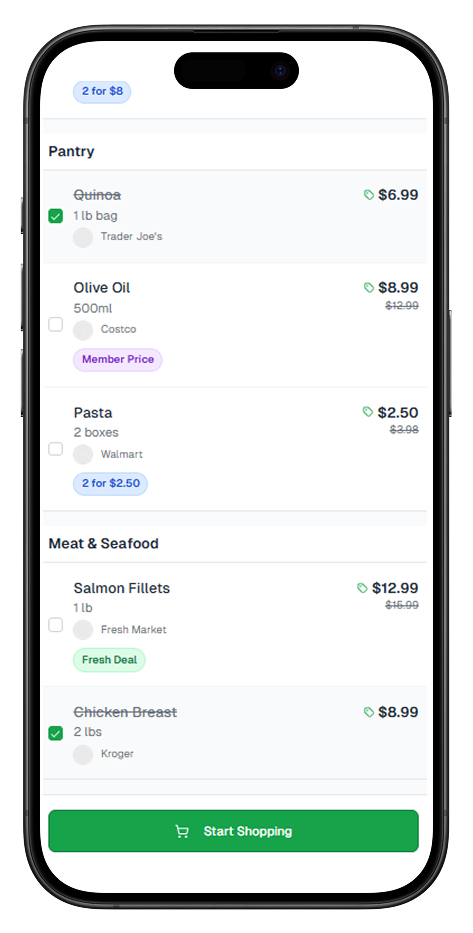 2 for $8
Pantry
Quinoa $6.99
1 lb bag
Trader Joe's
Olive Oil $8.99
500ml $12.99
Costco
Member Price
Pasta $2.50
2 boxes $3.98
Walmart
2 for $2.50
Meat & Seafood
Salmon Fillets $12.99
1 lb $15.99
Fresh Market
Fresh Deal
Chicken Breast $8.99
2 lbs
Kroger
Start Shopping